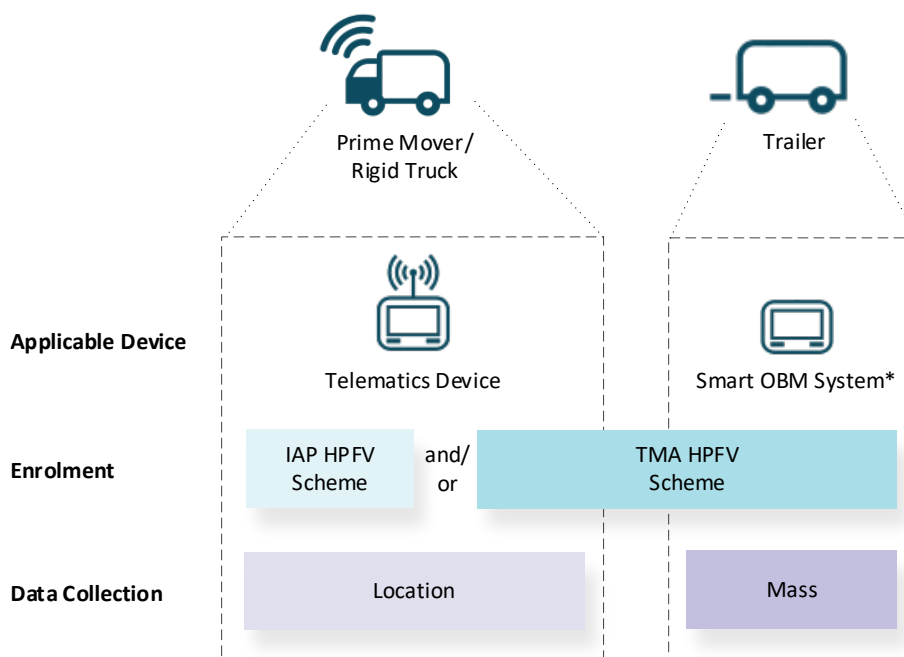 Prime Mover/
Rigid Truck
Trailer
Applicable Device
Telematics Device
Smart OBM System*
Enrolment
IAP HPFV
Scheme
and/
or
TMA HPFV
Scheme
Data Collection
Location
Mass